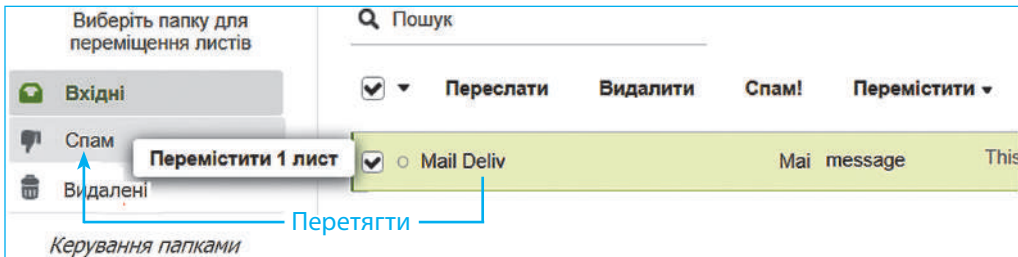 Виберіть папку для
переміщення листів
Вхідні
Спам
Видалені
Керування папками
Пошук
Переслати Видалити Спам! Перемістити
Перемістити 1 лист
Mail Deliv Mai message This
Перетягти